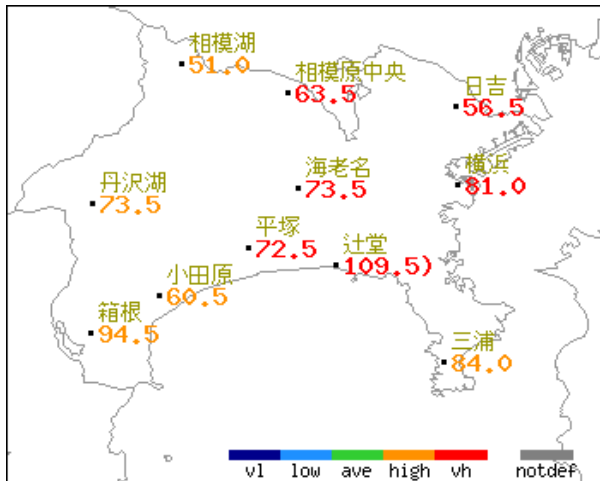 相模湖
51.0
相模原中央
63.5
日吉
56.5
海老名
73.5
横浜
81.0
丹沢湖
73.5
平塚
72.5
辻堂
109.5)
小田原
60.5
箱根
94.5
三浦
84.0
vl low ave high vh notdef